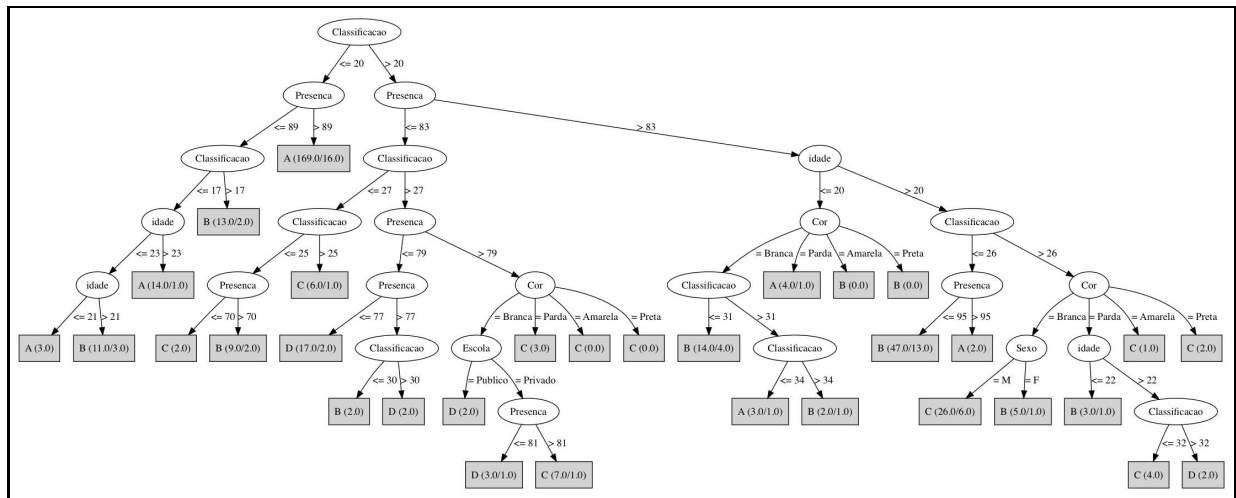 Classificacao
<= 20 > 20
Presenca Presenca
<= 89 > 89 <= 83 > 83
Classificacao A (169.0/16.0) Classificacao idade
<= 17 > 17 <= 27 > 27 <= 20 > 20
idade B (13.0/2.0) Classificacao Presenca Cor Classificacao
<= 23 > 23 <= 25 > 25 <= 79 > 79 = Branca = Parda = Amarela = Preta <= 26 > 26
idade A (14.0/1.0) Presenca C (6.0/1.0) Presenca Cor Classificacao A (4.0/1.0) B (0.0) B (0.0) Presenca Cor
<= 21 > 21 <= 70 > 70 <= 77 > 77 = Branca = Parda = Amarela = Preta <= 31 > 31 <= 95 > 95 = Branca = Parda = Amarela = Preta
A (3.0) B (11.0/3.0) C (2.0) B (9.0/2.0) D (17.0/2.0) Classificacao Escola C (3.0) C (0.0) C (0.0) B (14.0/4.0) Classificacao B (47.0/13.0) A (2.0) Sexo idade C (1.0) C (2.0)
<= 30 > 30 = Publico = Privado <= 34 > 34 = M = F <= 22 > 22
B (2.0) D (2.0) D (2.0) Presenca A (3.0/1.0) B (2.0/1.0) C (26.0/6.0) B (5.0/1.0) B (3.0/1.0) Classificacao
<= 81 > 81 <= 32 > 32
D (3.0/1.0) C (7.0/1.0) C (4.0) D (2.0)